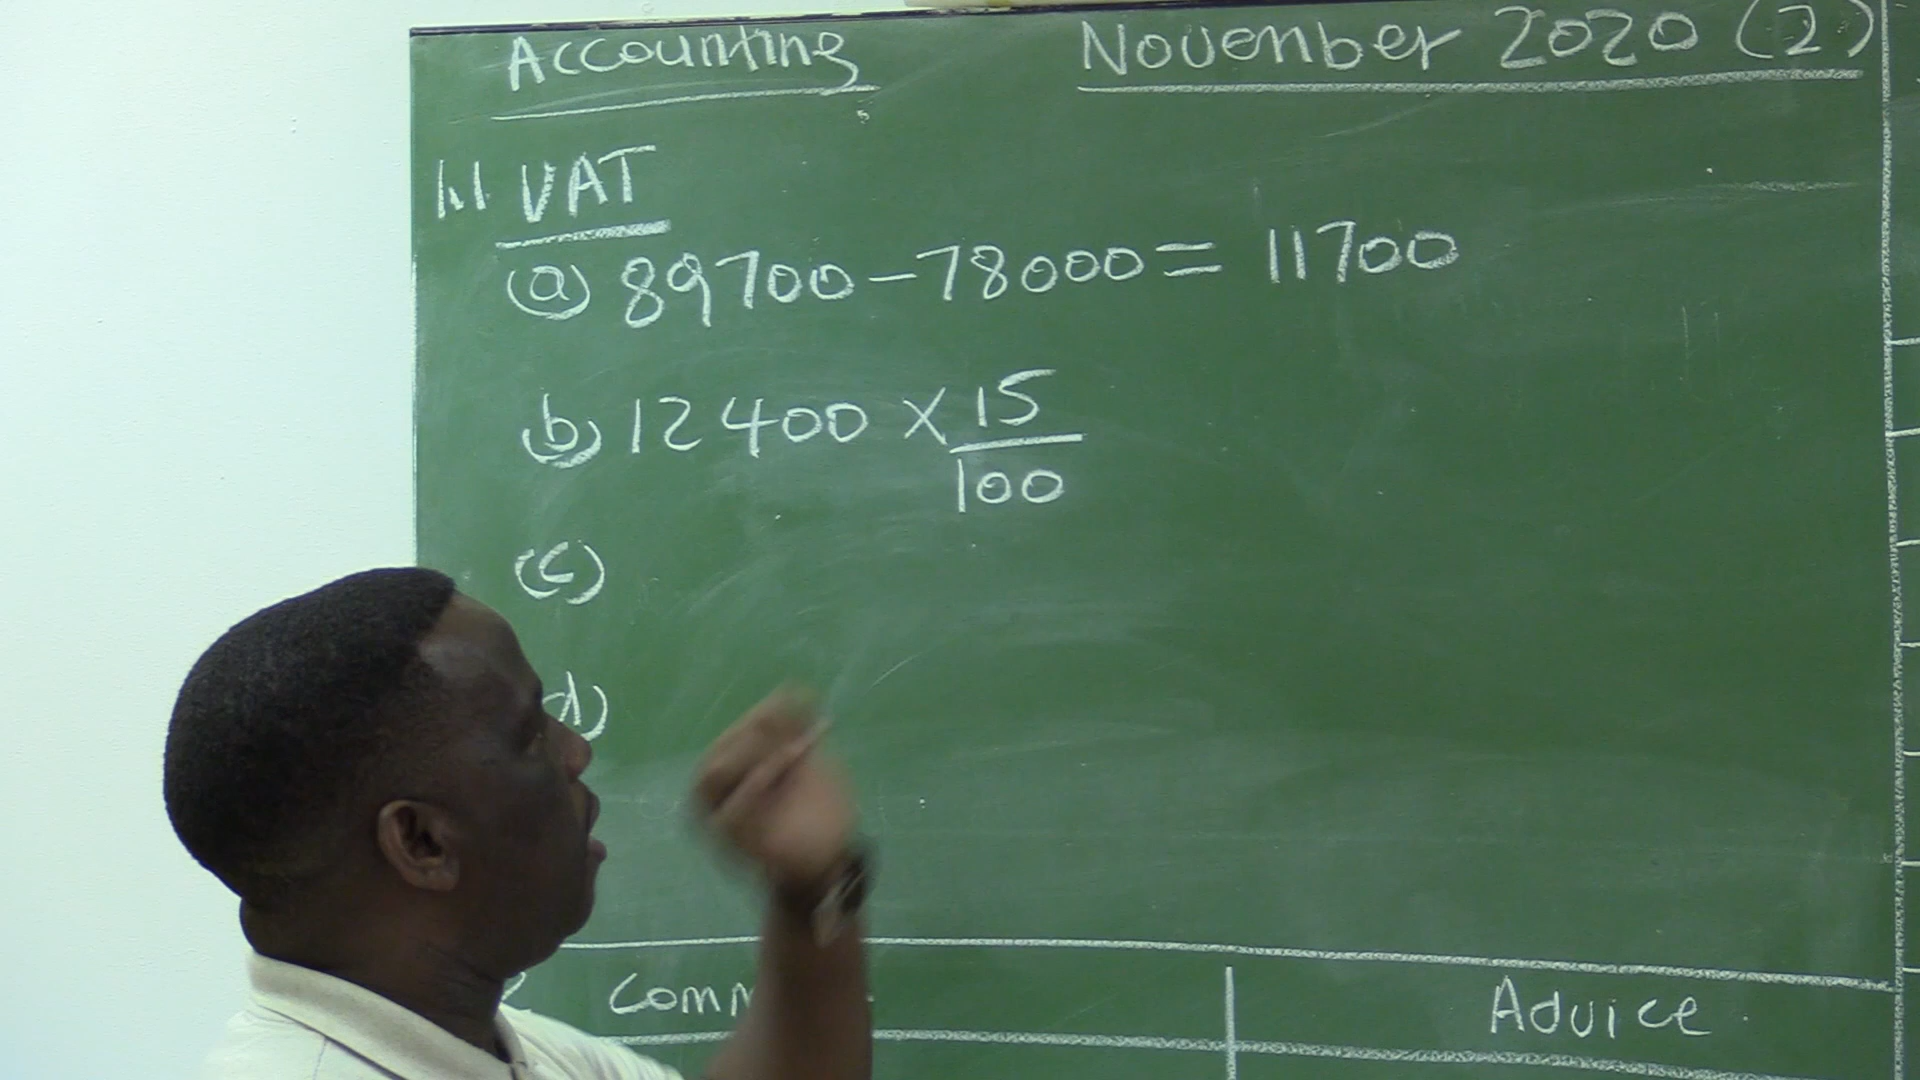 Accounting November 2020 (2)
1.1 VAT
(a) 89700 - 78000 = 11700
(b) 12400 × 15/100
(c)
(d)
Advice